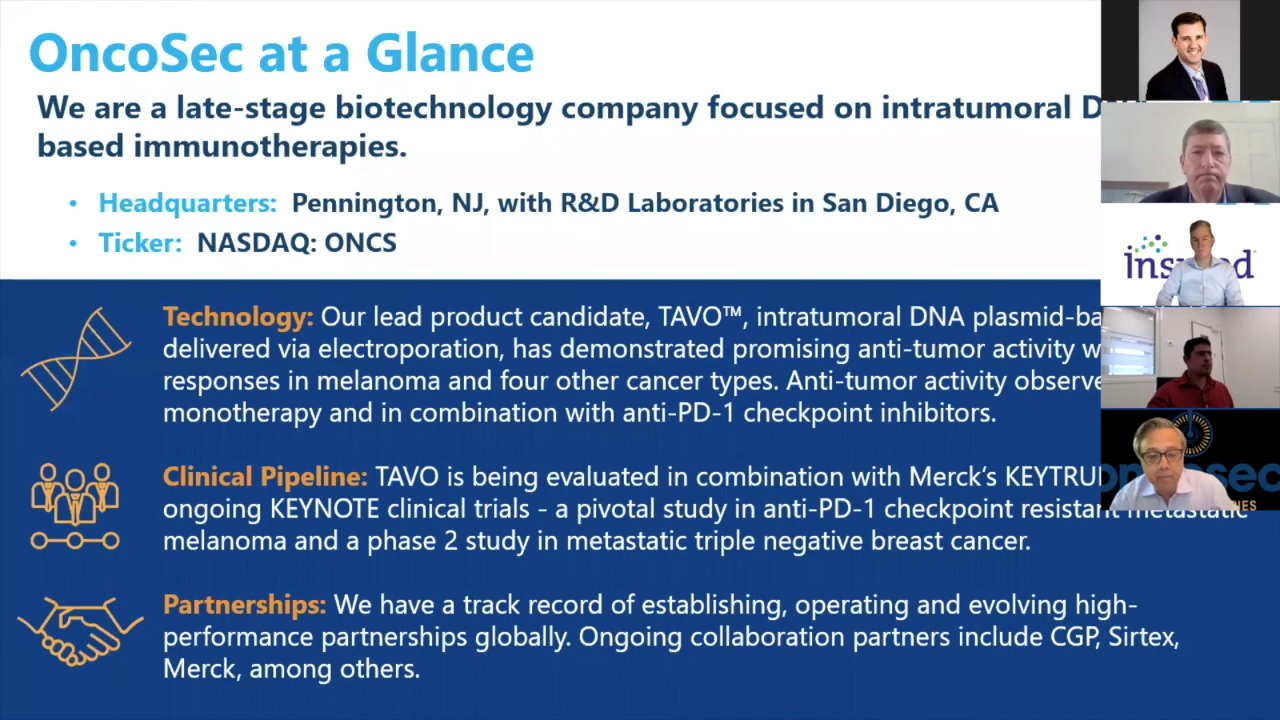 OncoSec at a Glance
We are a late-stage biotechnology company focused on intratumoral
based immunotherapies.
• Headquarters: Pennington, NJ, with R&D Laboratories in San Diego, CA
• Ticker: NASDAQ: ONCS
Technology: Our lead product candidate, TAVO™, intratumoral DNA plasmid-ba
delivered via electroporation, has demonstrated promising anti-tumor activity w
responses in melanoma and four other cancer types. Anti-tumor activity observe
monotherapy and in combination with anti-PD-1 checkpoint inhibitors.
Clinical Pipeline: TAVO is being evaluated in combination with Merck’s KEYTRU
ongoing KEYNOTE clinical trials - a pivotal study in anti-PD-1 checkpoint resistant metastatic
melanoma and a phase 2 study in metastatic triple negative breast cancer.
Partnerships: We have a track record of establishing, operating and evolving high-
performance partnerships globally. Ongoing collaboration partners include CGP, Sirtex,
Merck, among others.